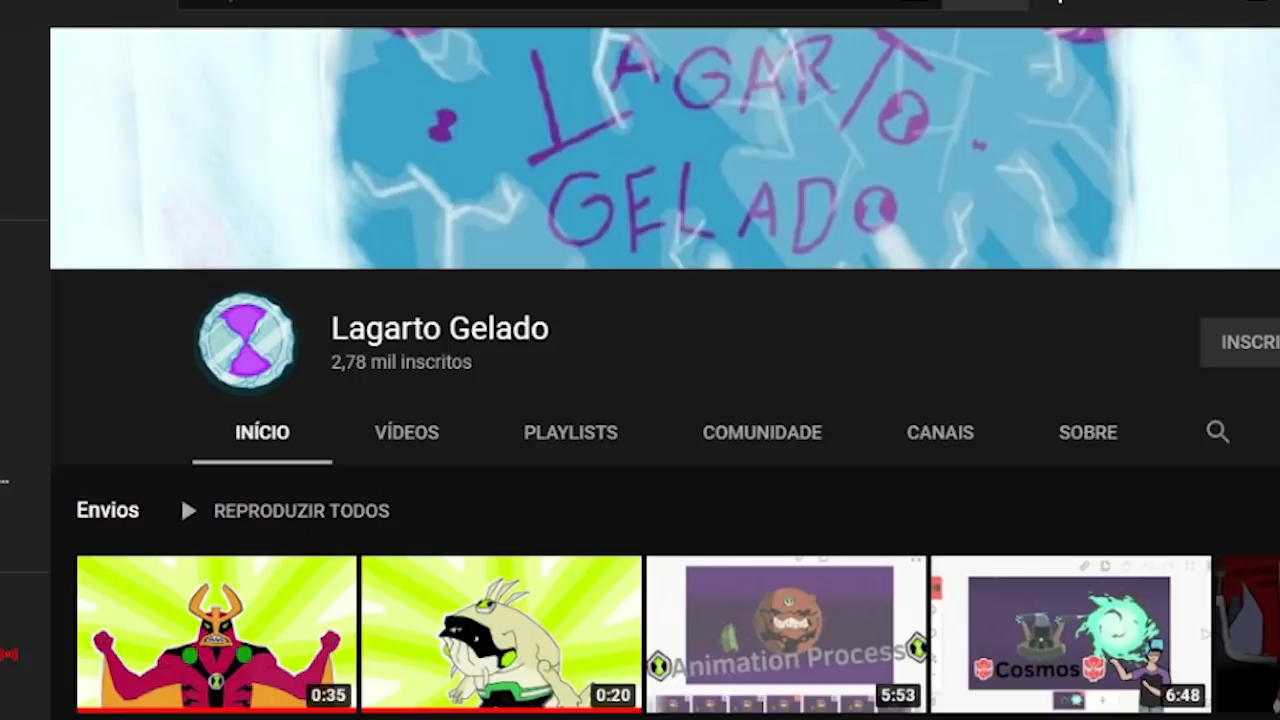 LAGARTO
GELADO
Lagarto Gelado
2,78 mil inscritos
INSCRI
INÍCIO VÍDEOS PLAYLISTS COMUNIDADE CANAIS SOBRE
Envios REPRODUZIR TODOS
Animation Process
Cosmos
0:35 0:20 5:53 6:48